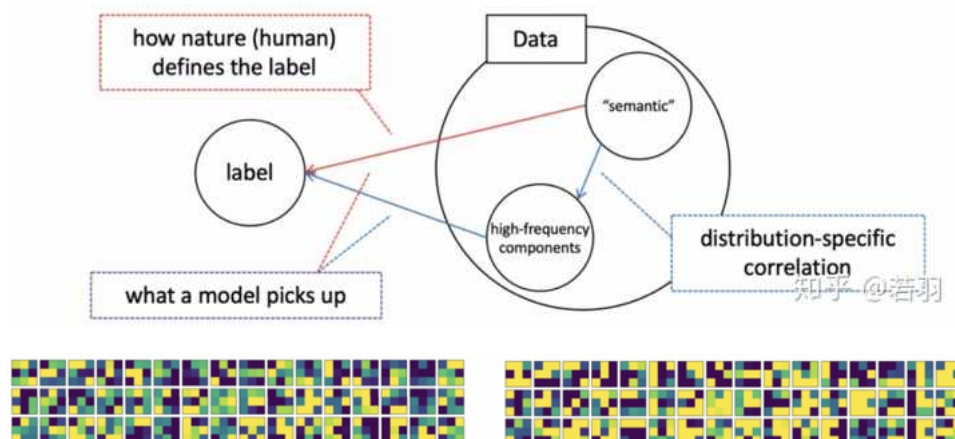 how nature (human)
defines the label
Data
"semantic"
label
high-frequency
components
distribution-specific
correlation
what a model picks up
知乎 @若羽